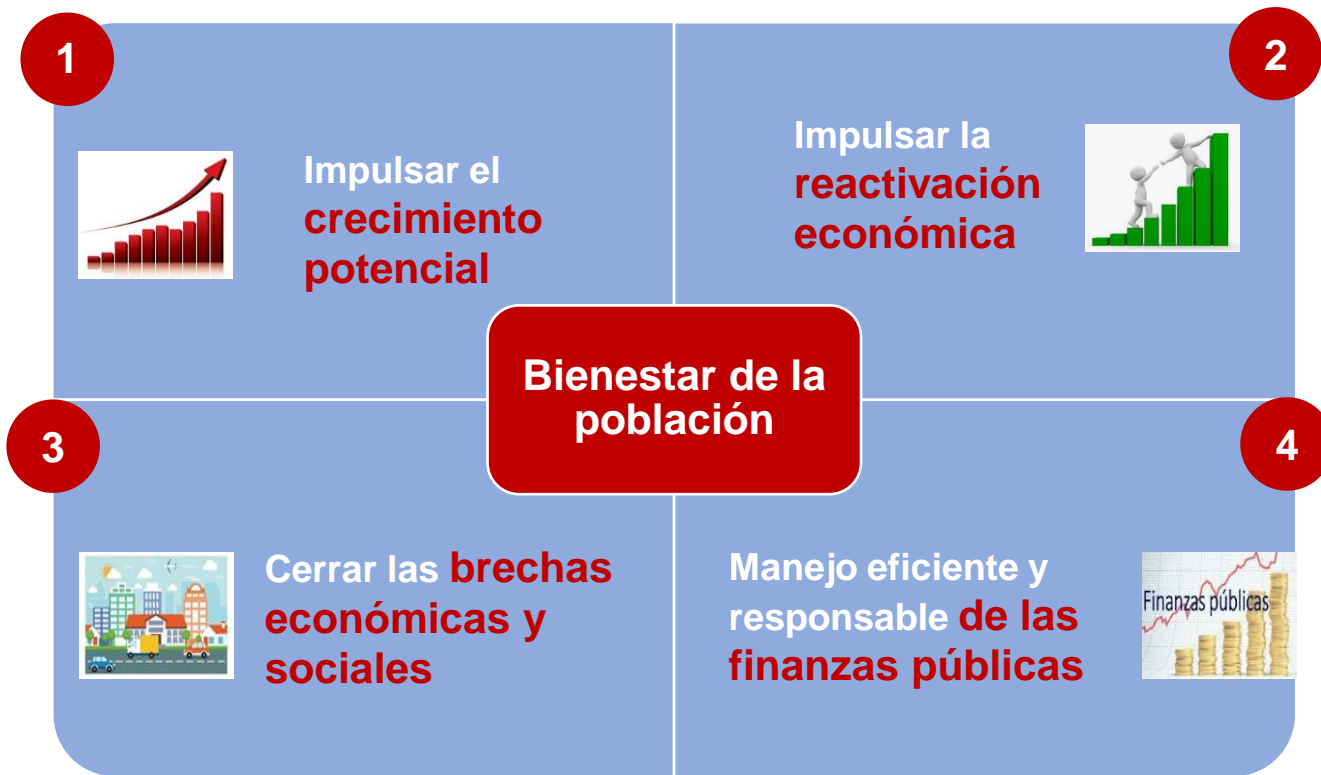 1
Impulsar el
crecimiento
potencial
2
Impulsar la
reactivación
económica
Bienestar de la
población
3
Cerrar las brechas
económicas y
sociales
4
Manejo eficiente y
responsable de las
finanzas públicas
Finanzas públicas